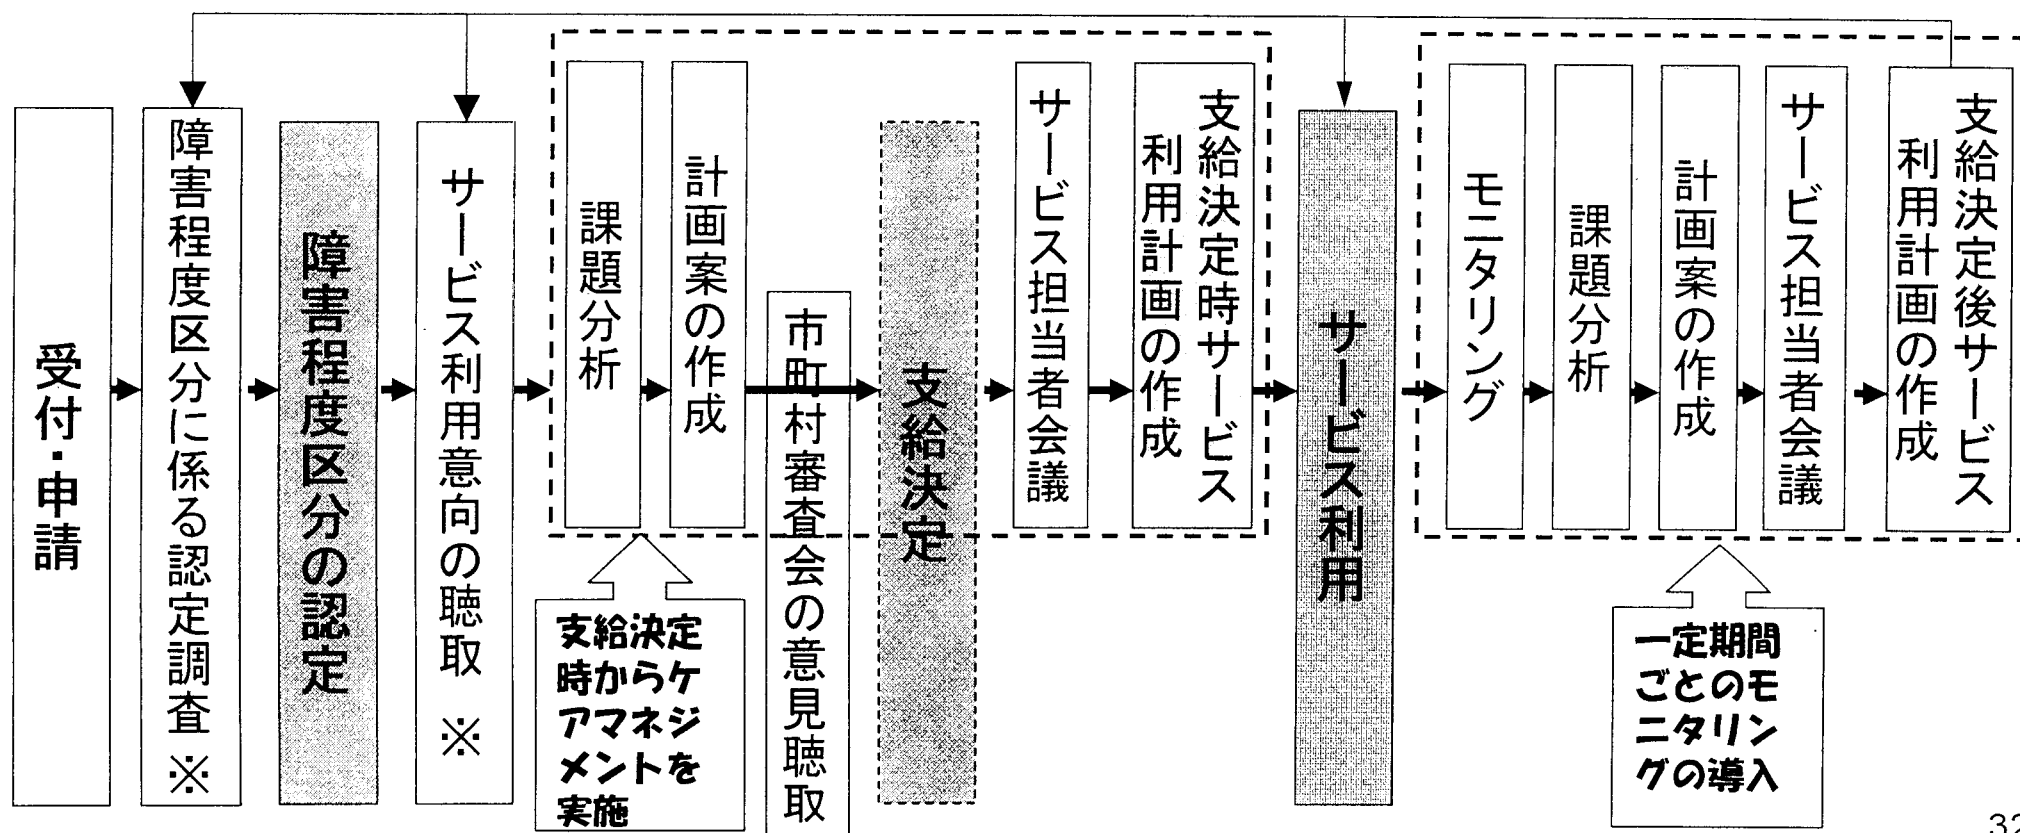 受付・申請
障害程度区分に係る認定調査 ※
障害程度区分の認定
サービス利用意向の聴取 ※
課題分析
計画案の作成
支給決定
時からケ
アマネジ
メントを
実施
市町村審査会の意見聴取
支給決定
サービス担当者会議
支給決定時サービス
利用計画の作成
サービス利用
モニタリング
課題分析
計画案の作成
サービス担当者会議
支給決定後サービス
利用計画の作成
一定期間
ごとのモ
ニタリン
グの導入
32